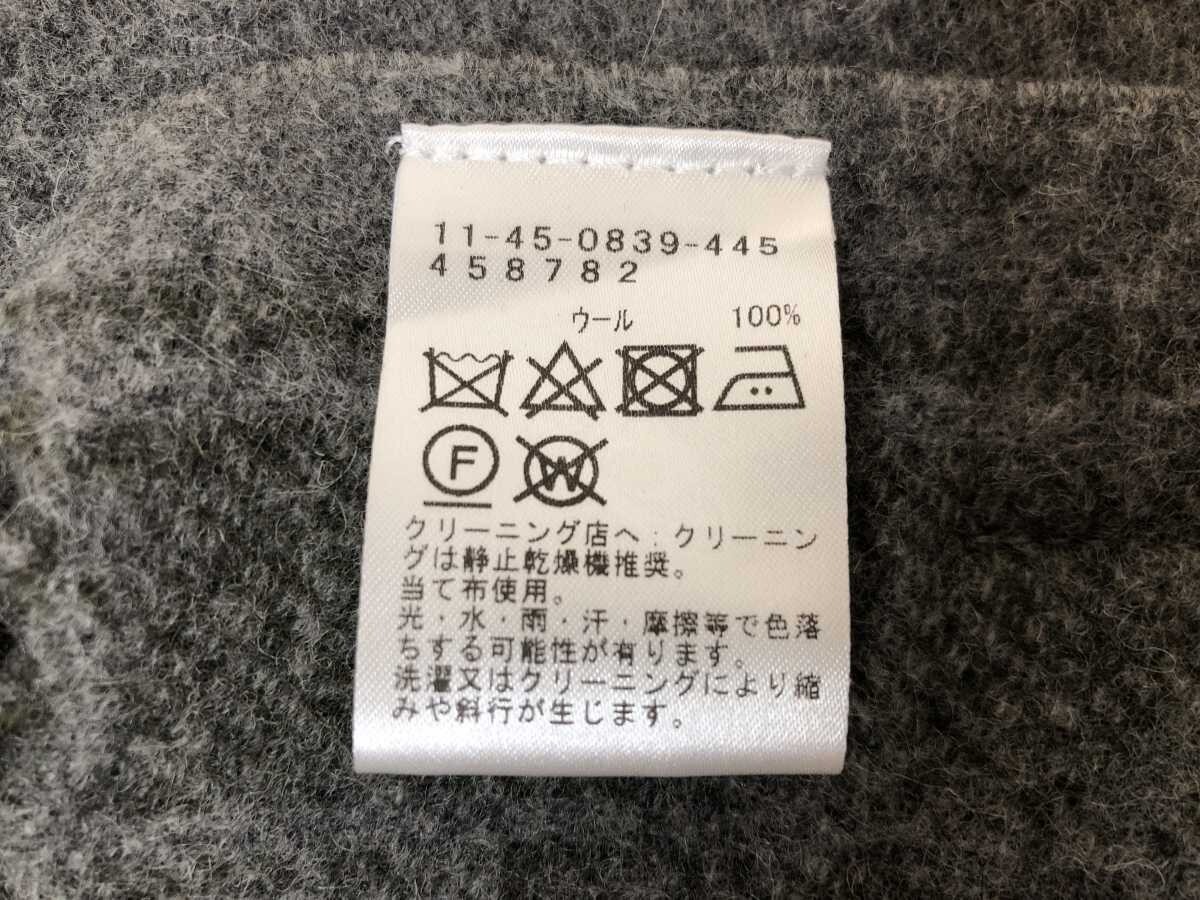 11-45-0839-445
458782
ウール 100%
F
W
クリーニング店へ:クリーニン
グは静止乾燥機推奨。
当て布使用。
光・水・雨・汗・摩擦等で色落
ちする可能性が有ります。
洗濯又はクリーニングにより縮
みや斜行が生じます。